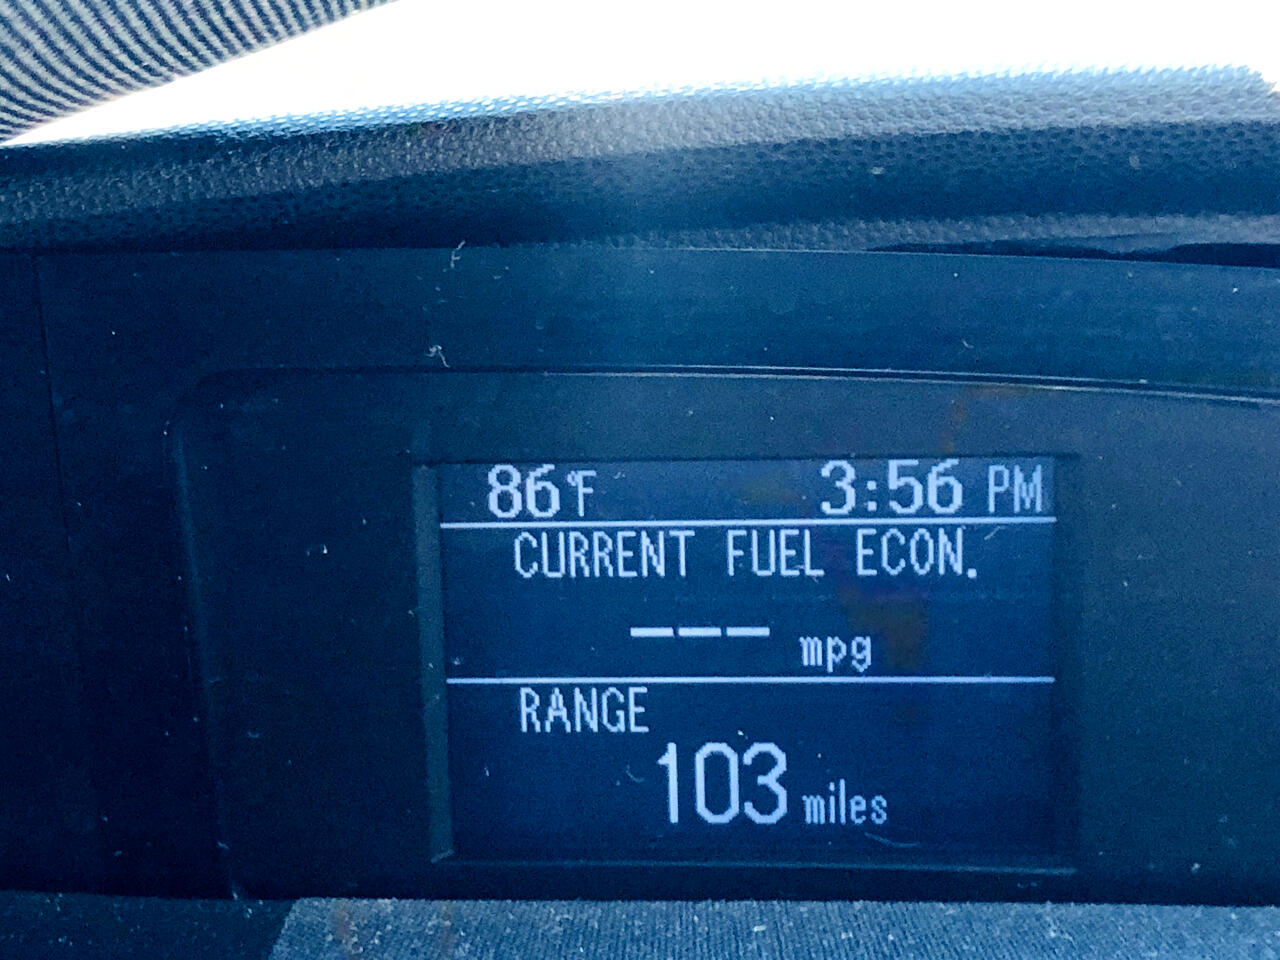 86°F 3:56 PM
CURRENT FUEL ECON.
--- mpg
RANGE
103 miles